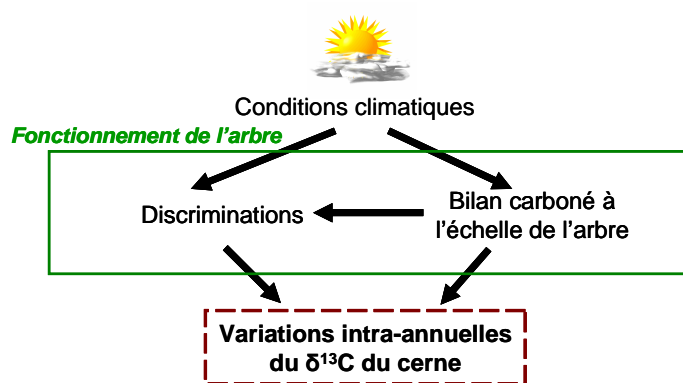 Conditions climatiques
Fonctionnement de l'arbre
Discriminations
Bilan carboné à
l'échelle de l'arbre
Variations intra-annuelles
du δ¹³C du cerne